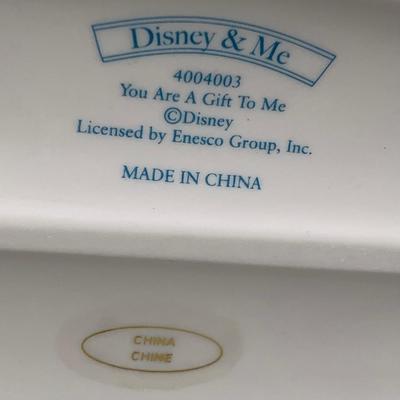 Disney & Me
4004003
You Are A Gift To Me
©Disney
Licensed by Enesco Group, Inc.
MADE IN CHINA
CHINA
CHINE